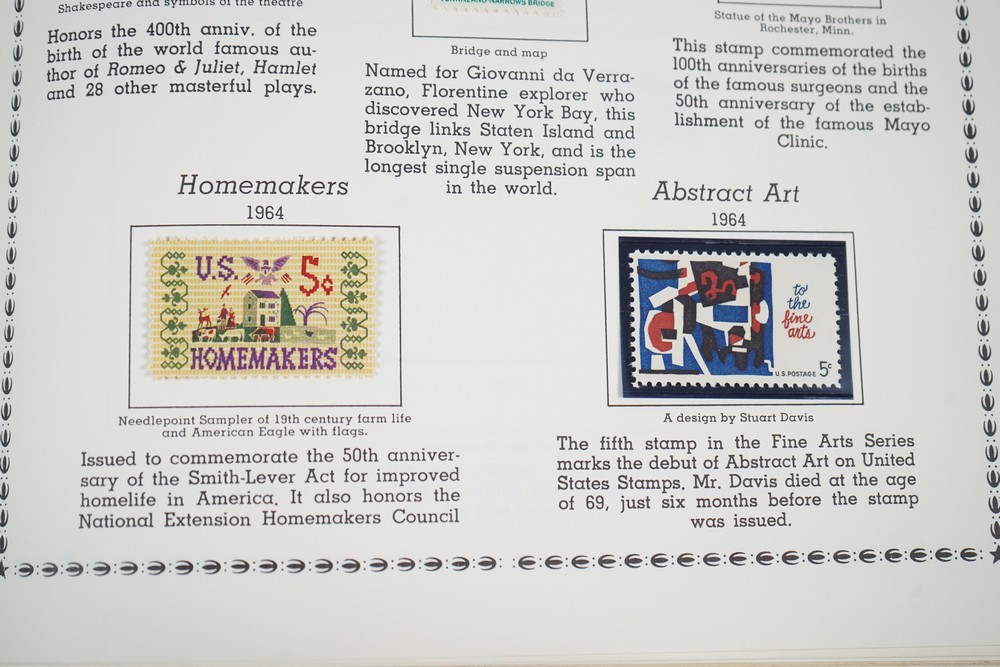 Shakespeare and symbols of the theatre
Honors the 400th anniv. of the
birth of the world famous au-
thor of Romeo & Juliet, Hamlet
and 28 other masterful plays.
VERRAZANO-NARROWS BRIDGE
Bridge and map
Named for Giovanni da Verra-
zano, Florentine explorer who
discovered New York Bay, this
bridge links Staten Island and
Brooklyn, New York, and is the
longest single suspension span
in the world.
Statue of the Mayo Brothers in
Rochester, Minn.
This stamp commemorated the
100th anniversaries of the births
of the famous surgeons and the
50th anniversary of the estab-
lishment of the famous Mayo
Clinic.
Homemakers
1964
U.S. 5¢
HOMEMAKERS
Needlepoint Sampler of 19th century farm life
and American Eagle with flags.
Issued to commemorate the 50th anniver-
sary of the Smith-Lever Act for improved
homelife in America. It also honors the
National Extension Homemakers Council
Abstract Art
1964
to
the
fine
arts
U.S. POSTAGE 5¢
A design by Stuart Davis
The fifth stamp in the Fine Arts Series
marks the debut of Abstract Art on United
States Stamps. Mr. Davis died at the age
of 69, just six months before the stamp
was issued.